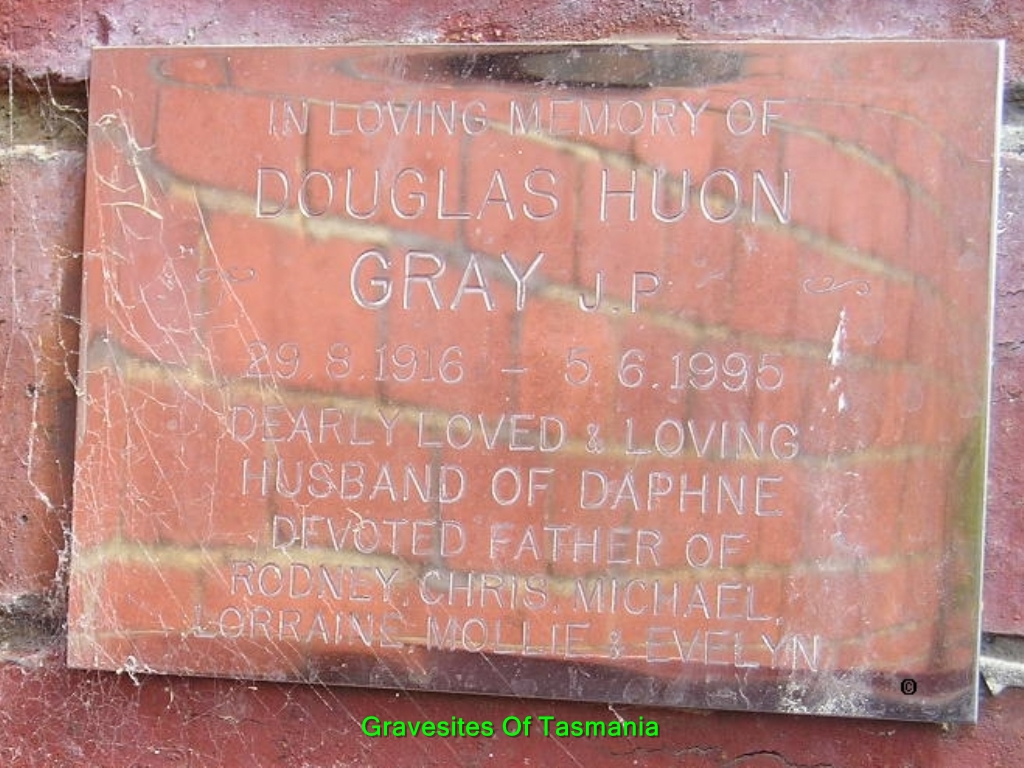 IN LOVING MEMORY OF
DOUGLAS HUON
GRAY J.P
29.8.1916 - 5.6.1995
DEARLY LOVED & LOVING
HUSBAND OF DAPHNE
DEVOTED FATHER OF
RODNEY, CHRIS, MICHAEL,
LORRAINE MOLLIE & EVELYN
©
Gravesites Of Tasmania